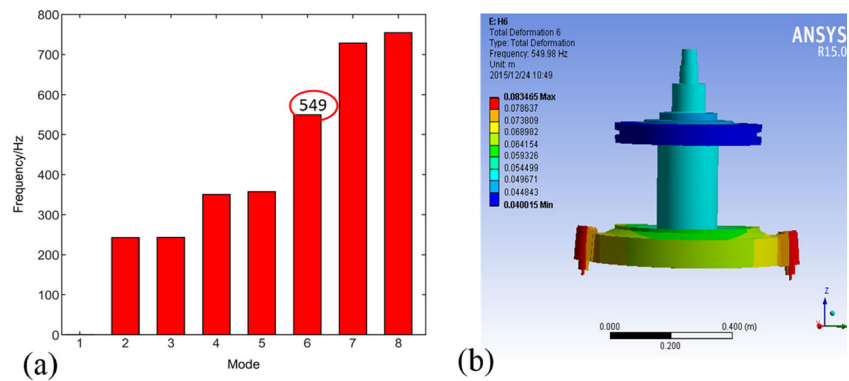 800
700
600
500
400
300
200
100
0
549
1 2 3 4 5 6 7 8
Frequency/Hz
Mode
(a)
E: H6
Total Deformation 6
Type: Total Deformation
Frequency: 549.98 Hz
Unit: m
2015/12/24 10:49
0.083465 Max
0.078637
0.073809
0.068982
0.064154
0.059326
0.054499
0.049671
0.044843
0.040015 Min
ANSYS
R15.0
0.000 0.400 (m)
0.200
Z
(b)